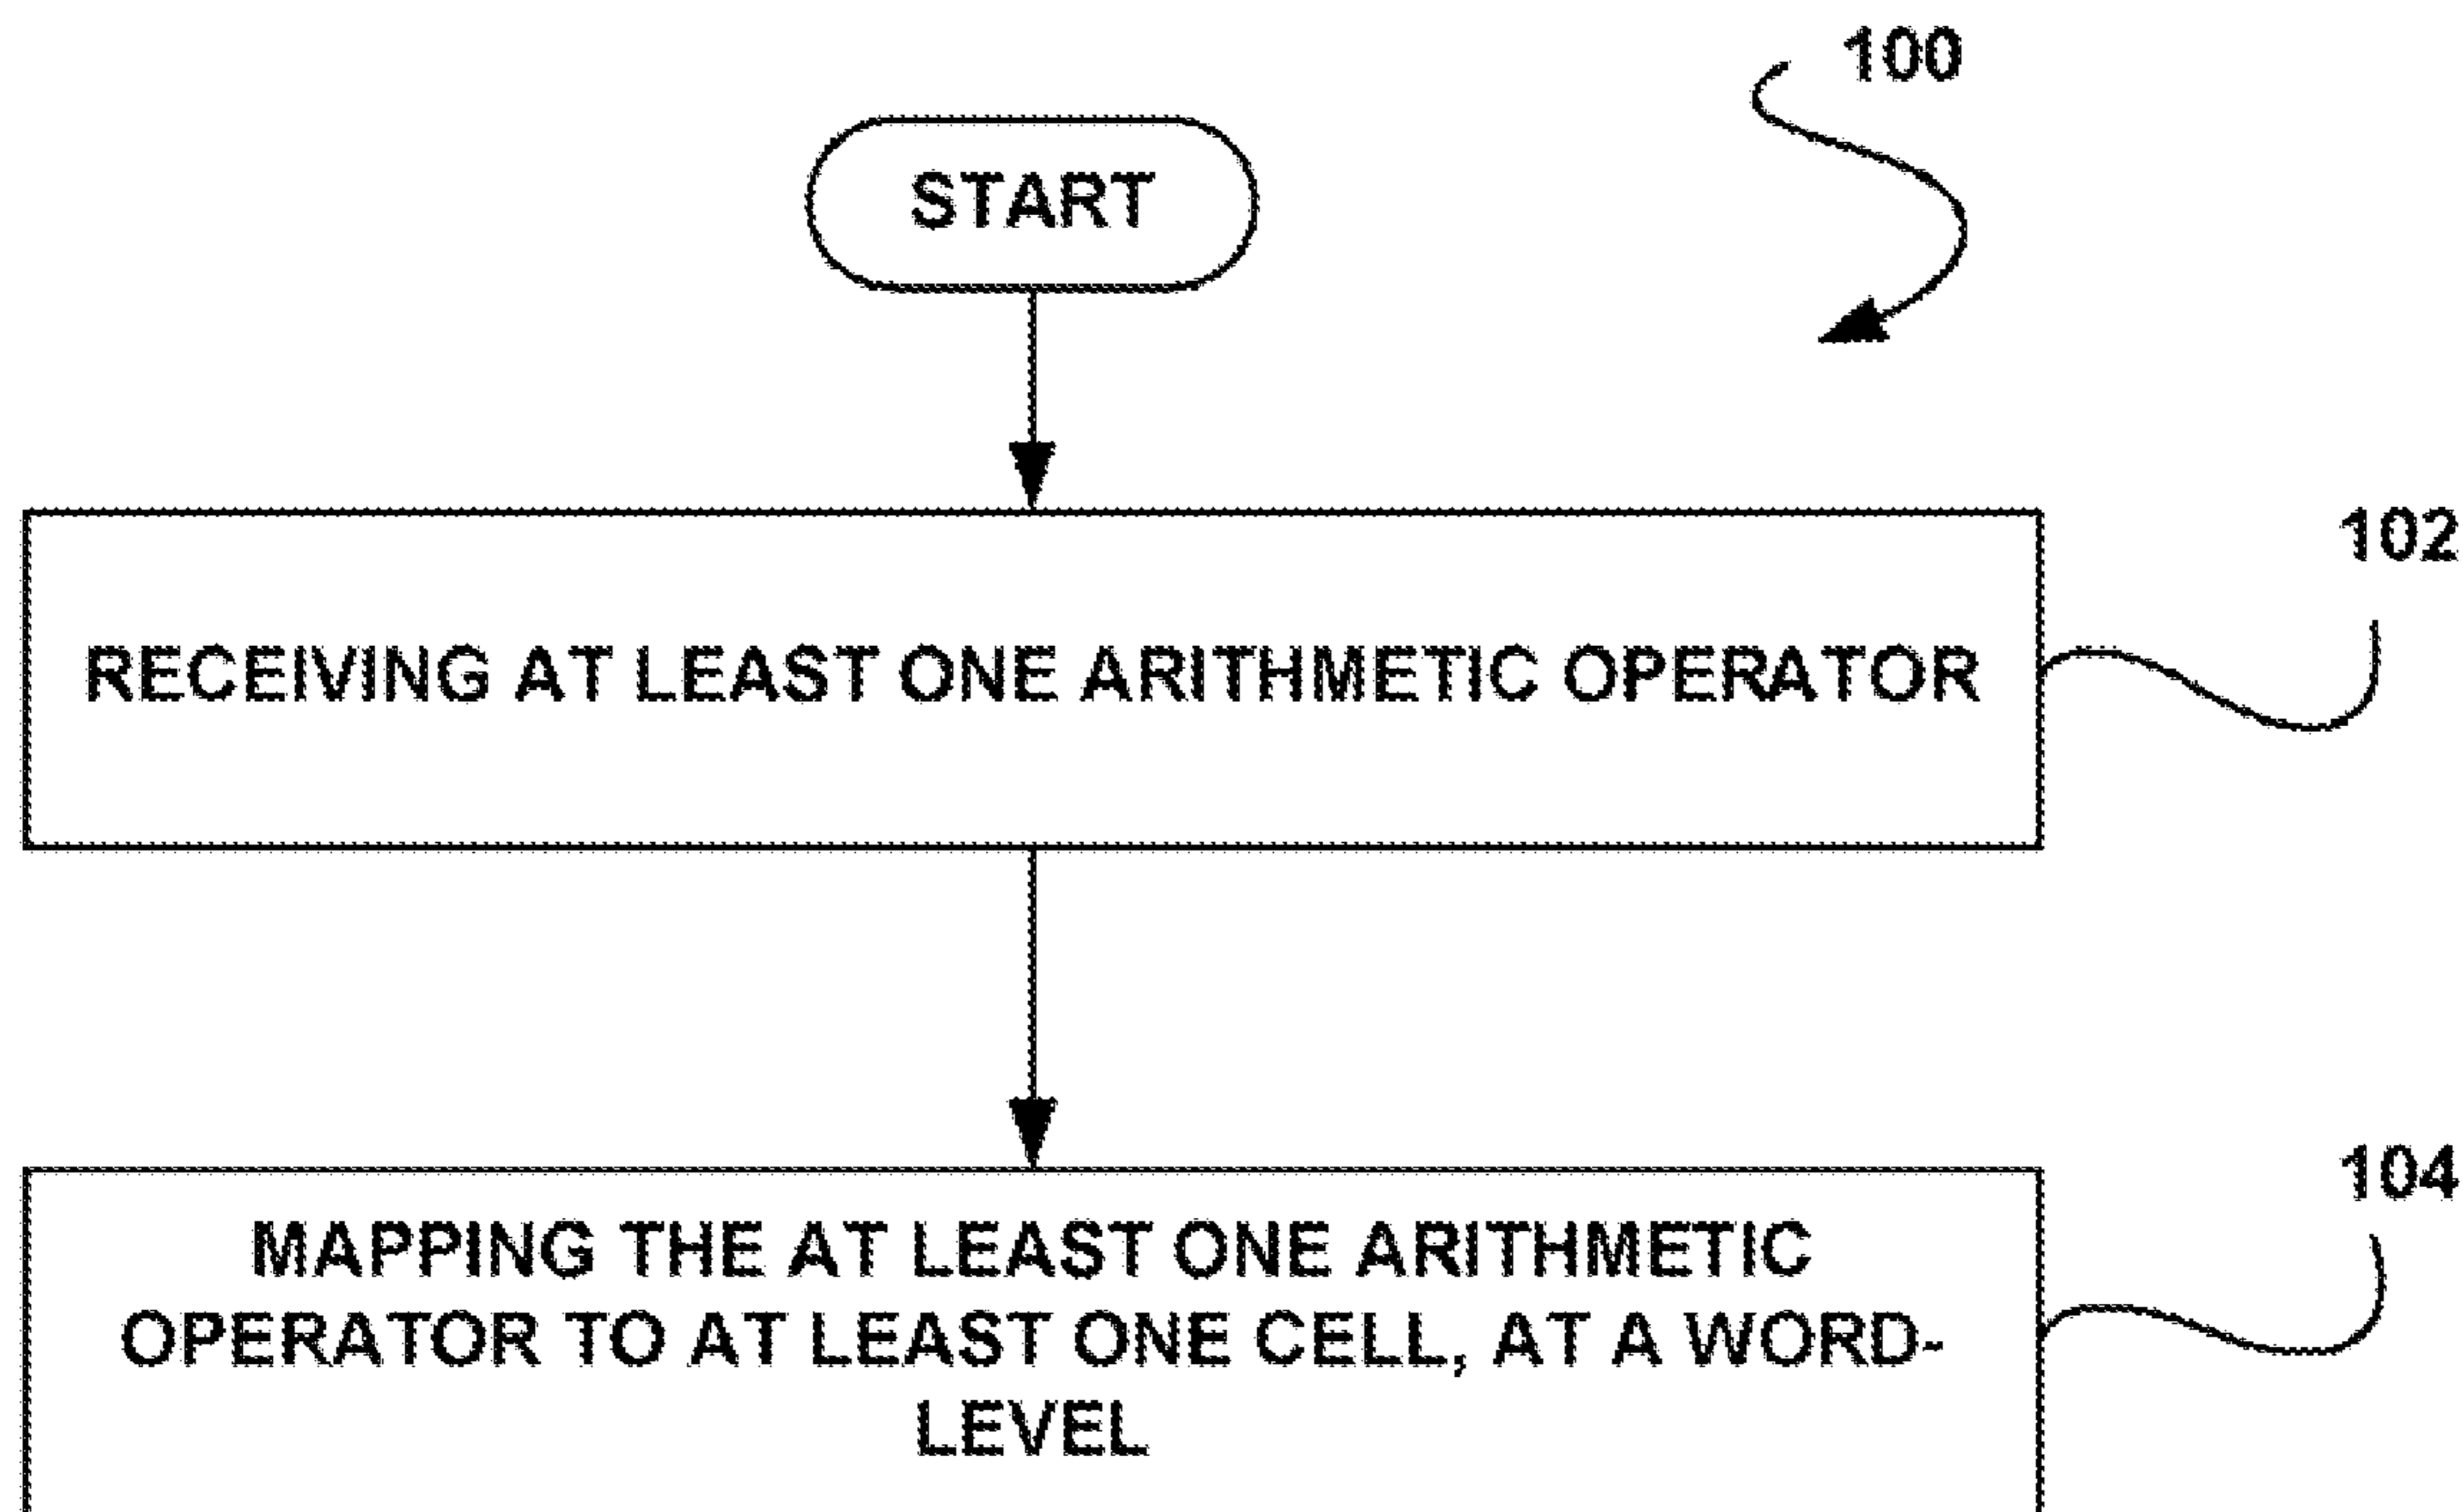 100
START
102
RECEIVING AT LEAST ONE ARITHMETIC OPERATOR
104
MAPPING THE AT LEAST ONE ARITHMETIC
OPERATOR TO AT LEAST ONE CELL, AT A WORD-
LEVEL